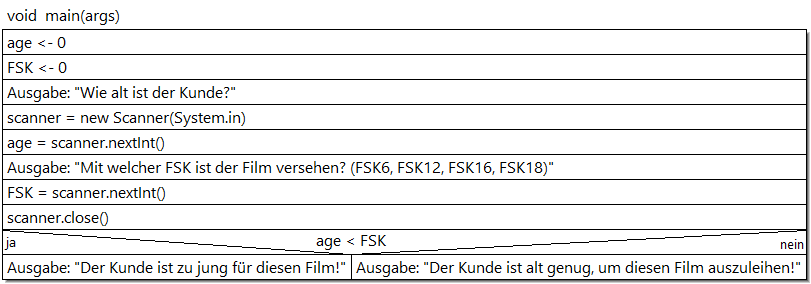 void main(args)
age <- 0
FSK <- 0
Ausgabe: "Wie alt ist der Kunde?"
scanner = new Scanner(System.in)
age = scanner.nextInt()
Ausgabe: "Mit welcher FSK ist der Film versehen? (FSK6, FSK12, FSK16, FSK18)"
FSK = scanner.nextInt()
scanner.close()
ja age < FSK nein
Ausgabe: "Der Kunde ist zu jung für diesen Film!" Ausgabe: "Der Kunde ist alt genug, um diesen Film auszuleihen!"